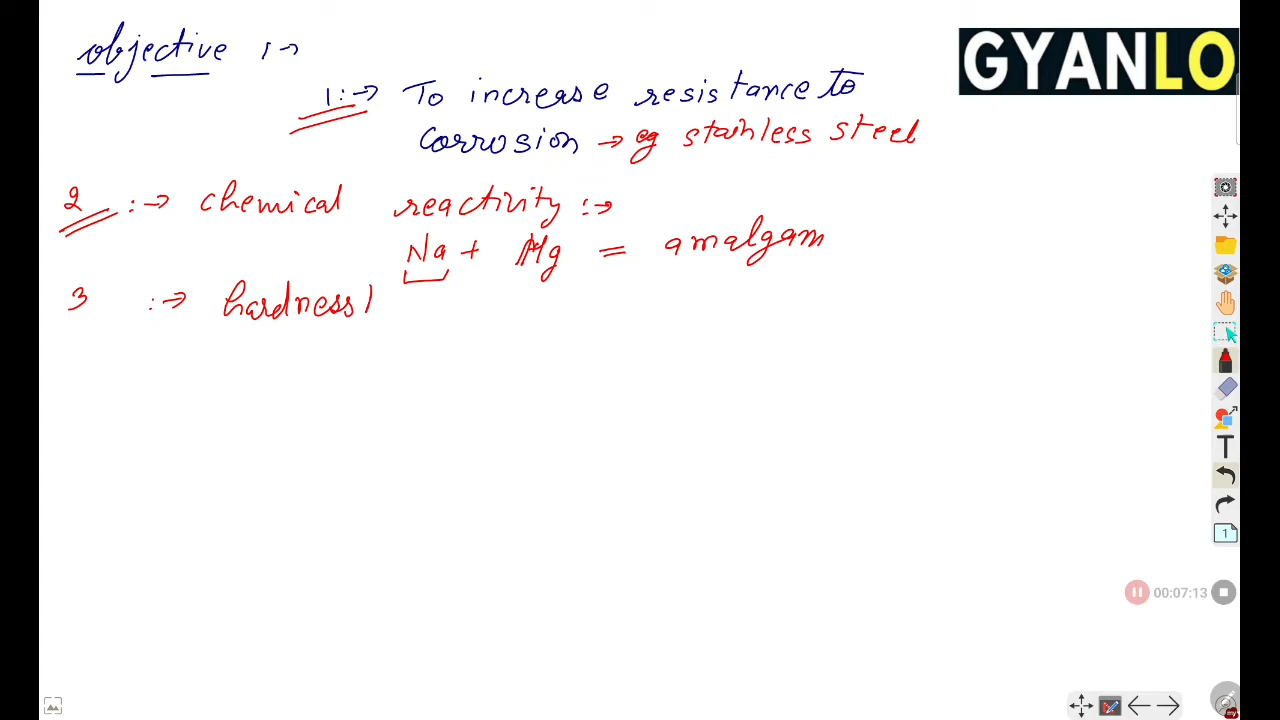 objective :→
GYANLO
1:→ To increase resistance to
corrosion → eg stainless steel
2 :→ chemical reactivity :→
Na + Hg = amalgam
3 :→ hardness
T
1
00:07:13